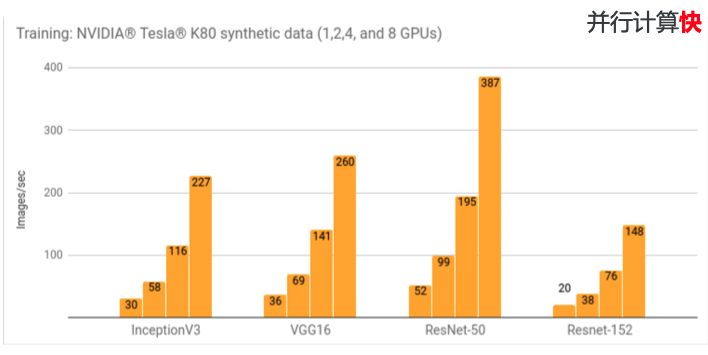 并行计算快
Training: NVIDIA® Tesla® K80 synthetic data (1,2,4, and 8 GPUs)
400
300
200
100
Images/sec
30 58 116 227
36 69 141 260
52 99 195 387
20 38 76 148
InceptionV3 VGG16 ResNet-50 Resnet-152